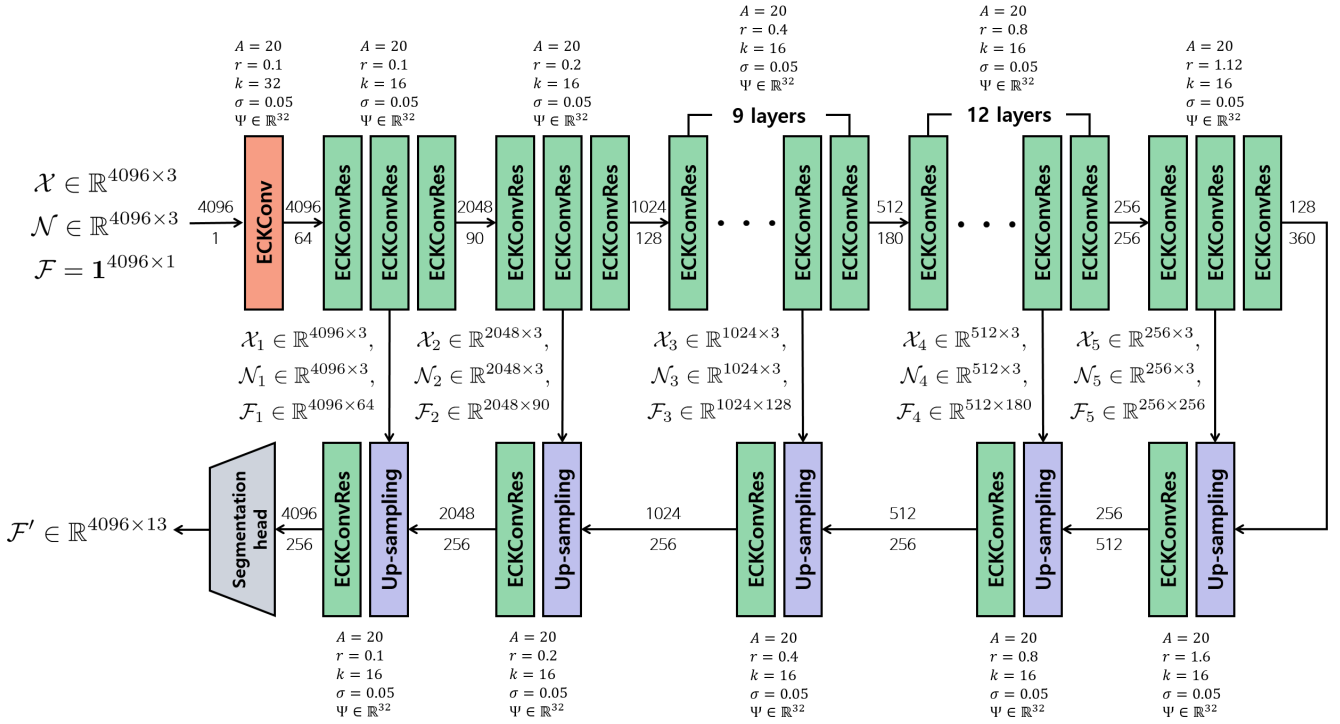 A = 20
r = 0.1
k = 32
σ = 0.05
Ψ ∈ ℝ³²
A = 20
r = 0.1
k = 16
σ = 0.05
Ψ ∈ ℝ³²
A = 20
r = 0.2
k = 16
σ = 0.05
Ψ ∈ ℝ³²
A = 20
r = 0.4
k = 16
σ = 0.05
Ψ ∈ ℝ³²
A = 20
r = 0.8
k = 16
σ = 0.05
Ψ ∈ ℝ³²
A = 20
r = 1.12
k = 16
σ = 0.05
Ψ ∈ ℝ³²
9 layers
12 layers
𝒳 ∈ ℝ⁴⁰⁹⁶ˣ³
𝒩 ∈ ℝ⁴⁰⁹⁶ˣ³
ℱ = 𝟏⁴⁰⁹⁶ˣ¹
4096
1
ECKConv
4096
64
ECKConvRes
ECKConvRes
ECKConvRes
2048
90
ECKConvRes
ECKConvRes
ECKConvRes
1024
128
ECKConvRes
· · ·
ECKConvRes
ECKConvRes
512
180
ECKConvRes
· · ·
ECKConvRes
ECKConvRes
256
256
ECKConvRes
ECKConvRes
ECKConvRes
128
360
𝒳₁ ∈ ℝ⁴⁰⁹⁶ˣ³,
𝒩₁ ∈ ℝ⁴⁰⁹⁶ˣ³,
ℱ₁ ∈ ℝ⁴⁰⁹⁶ˣ⁶⁴
𝒳₂ ∈ ℝ²⁰⁴⁸ˣ³,
𝒩₂ ∈ ℝ²⁰⁴⁸ˣ³,
ℱ₂ ∈ ℝ²⁰⁴⁸ˣ⁹⁰
𝒳₃ ∈ ℝ¹⁰²⁴ˣ³,
𝒩₃ ∈ ℝ¹⁰²⁴ˣ³,
ℱ₃ ∈ ℝ¹⁰²⁴ˣ¹²⁸
𝒳₄ ∈ ℝ⁵¹²ˣ³,
𝒩₄ ∈ ℝ⁵¹²ˣ³,
ℱ₄ ∈ ℝ⁵¹²ˣ¹⁸⁰
𝒳₅ ∈ ℝ²⁵⁶ˣ³,
𝒩₅ ∈ ℝ²⁵⁶ˣ³,
ℱ₅ ∈ ℝ²⁵⁶ˣ²⁵⁶
ℱ′ ∈ ℝ⁴⁰⁹⁶ˣ¹³
Segmentation
head
4096
256
ECKConvRes
Up-sampling
2048
256
ECKConvRes
Up-sampling
1024
256
ECKConvRes
Up-sampling
512
256
ECKConvRes
Up-sampling
256
512
ECKConvRes
Up-sampling
A = 20
r = 0.1
k = 16
σ = 0.05
Ψ ∈ ℝ³²
A = 20
r = 0.2
k = 16
σ = 0.05
Ψ ∈ ℝ³²
A = 20
r = 0.4
k = 16
σ = 0.05
Ψ ∈ ℝ³²
A = 20
r = 0.8
k = 16
σ = 0.05
Ψ ∈ ℝ³²
A = 20
r = 1.6
k = 16
σ = 0.05
Ψ ∈ ℝ³²